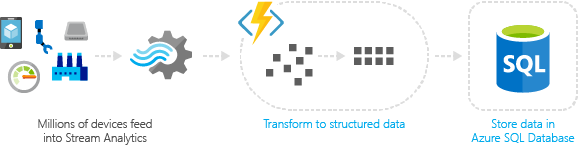 SQL
Millions of devices feed
into Stream Analytics
Transform to structured data
Store data in
Azure SQL Database